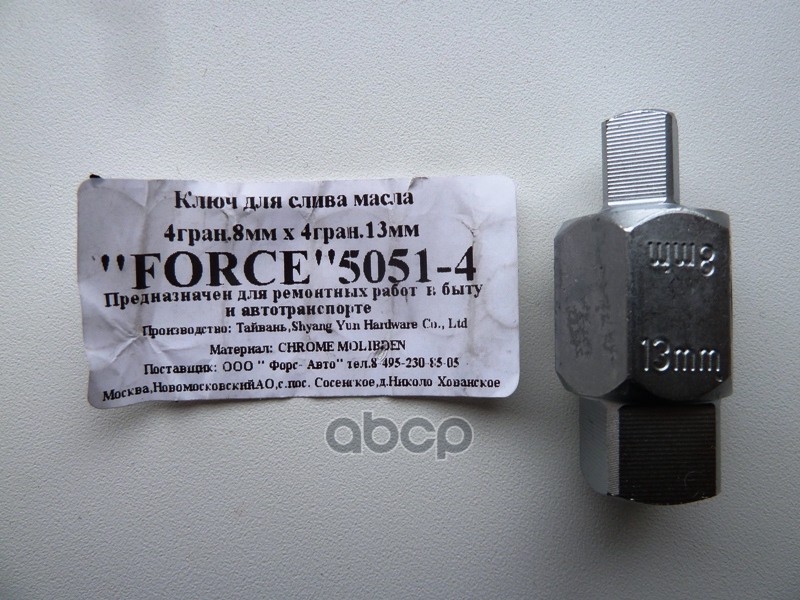 Ключ для слива масла
4гран.8мм х 4гран.13мм
"FORCE"5051-4
Предназначен для ремонтных работ в быту
и автотранспорте
Производство: Тайвань,Shyang Yun Hardware Co., Ltd
Материал: CHROME MOLIBDEN
Поставщик: ООО " Форс- Авто" тел.8-495-230-85-05
Москва,НовомосковскийАО,с.пос. Сосенское,д.Николо Хованское
8mm
13mm
abcp